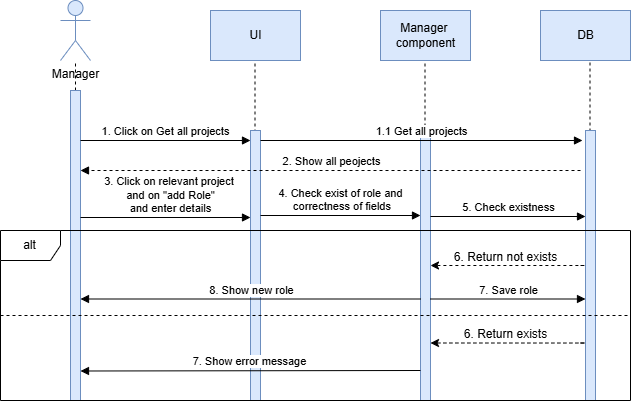 Manager
UI
Manager
component
DB
1. Click on Get all projects
1.1 Get all projects
2. Show all peojects
3. Click on relevant project
and on "add Role"
and enter details
4. Check exist of role and
correctness of fields
5. Check existness
alt
6. Return not exists
8. Show new role
7. Save role
6. Return exists
7. Show error message